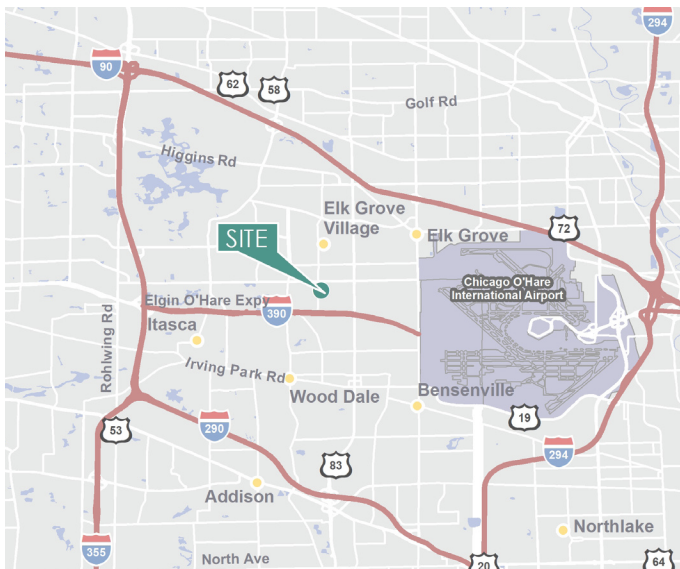 294
90
62
58
Golf Rd
Higgins Rd
Elk Grove
Village
72
Elk Grove
SITE
Chicago O'Hare
International Airport
Elgin O'Hare Expy
390
Rohlwing Rd
Itasca
Irving Park Rd
Wood Dale
Bensenville
19
53
290
83
294
Addison
Northlake
355
North Ave
20
64